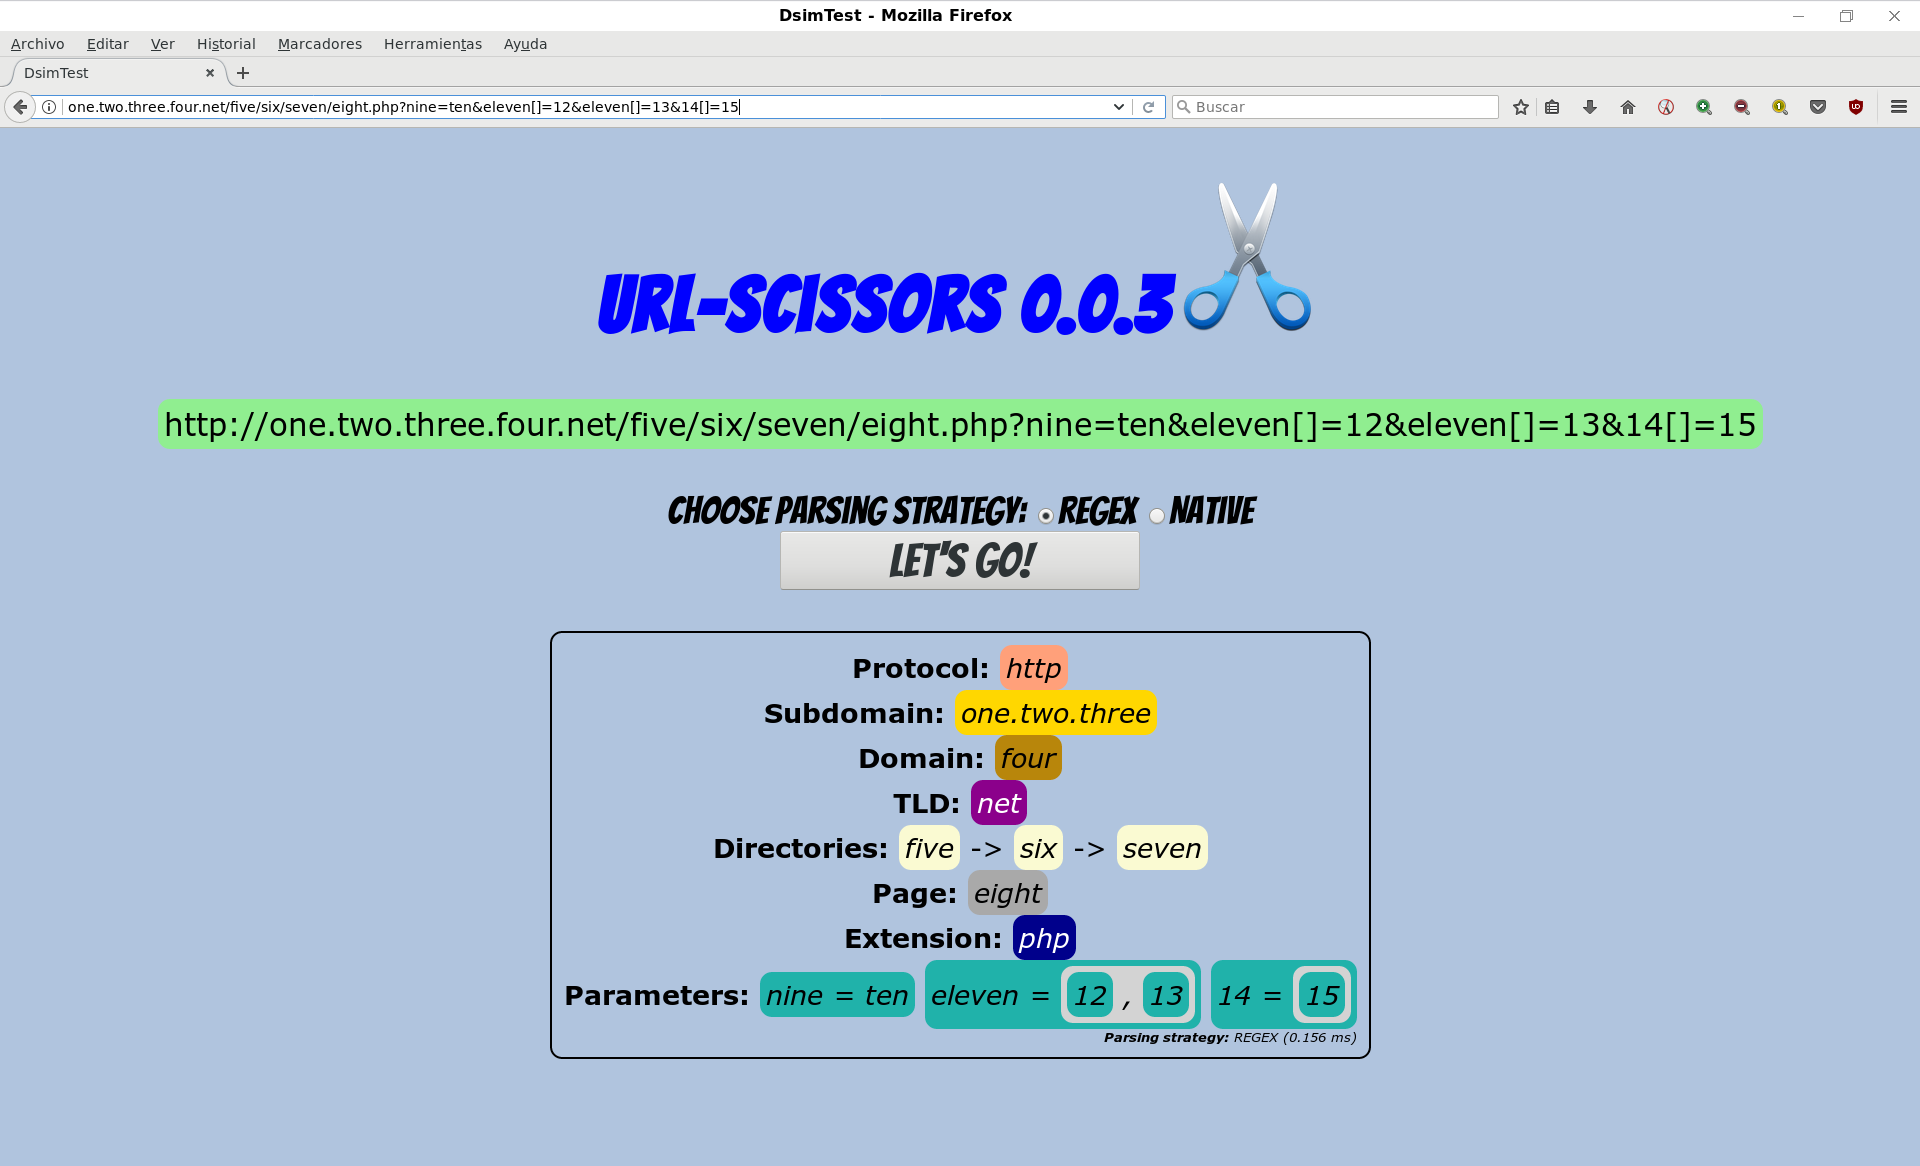 DsimTest - Mozilla Firefox
Archivo Editar Ver Historial Marcadores Herramientas Ayuda
DsimTest
one.two.three.four.net/five/six/seven/eight.php?nine=ten&eleven[]=12&eleven[]=13&14[]=15
Buscar
URL-SCISSORS 0.0.3
http://one.two.three.four.net/five/six/seven/eight.php?nine=ten&eleven[]=12&eleven[]=13&14[]=15
CHOOSE PARSING STRATEGY: REGEX NATIVE
LET'S GO!
Protocol: http
Subdomain: one.two.three
Domain: four
TLD: net
Directories: five -> six -> seven
Page: eight
Extension: php
Parameters: nine = ten eleven = 12 , 13 14 = 15
Parsing strategy: REGEX (0.156 ms)